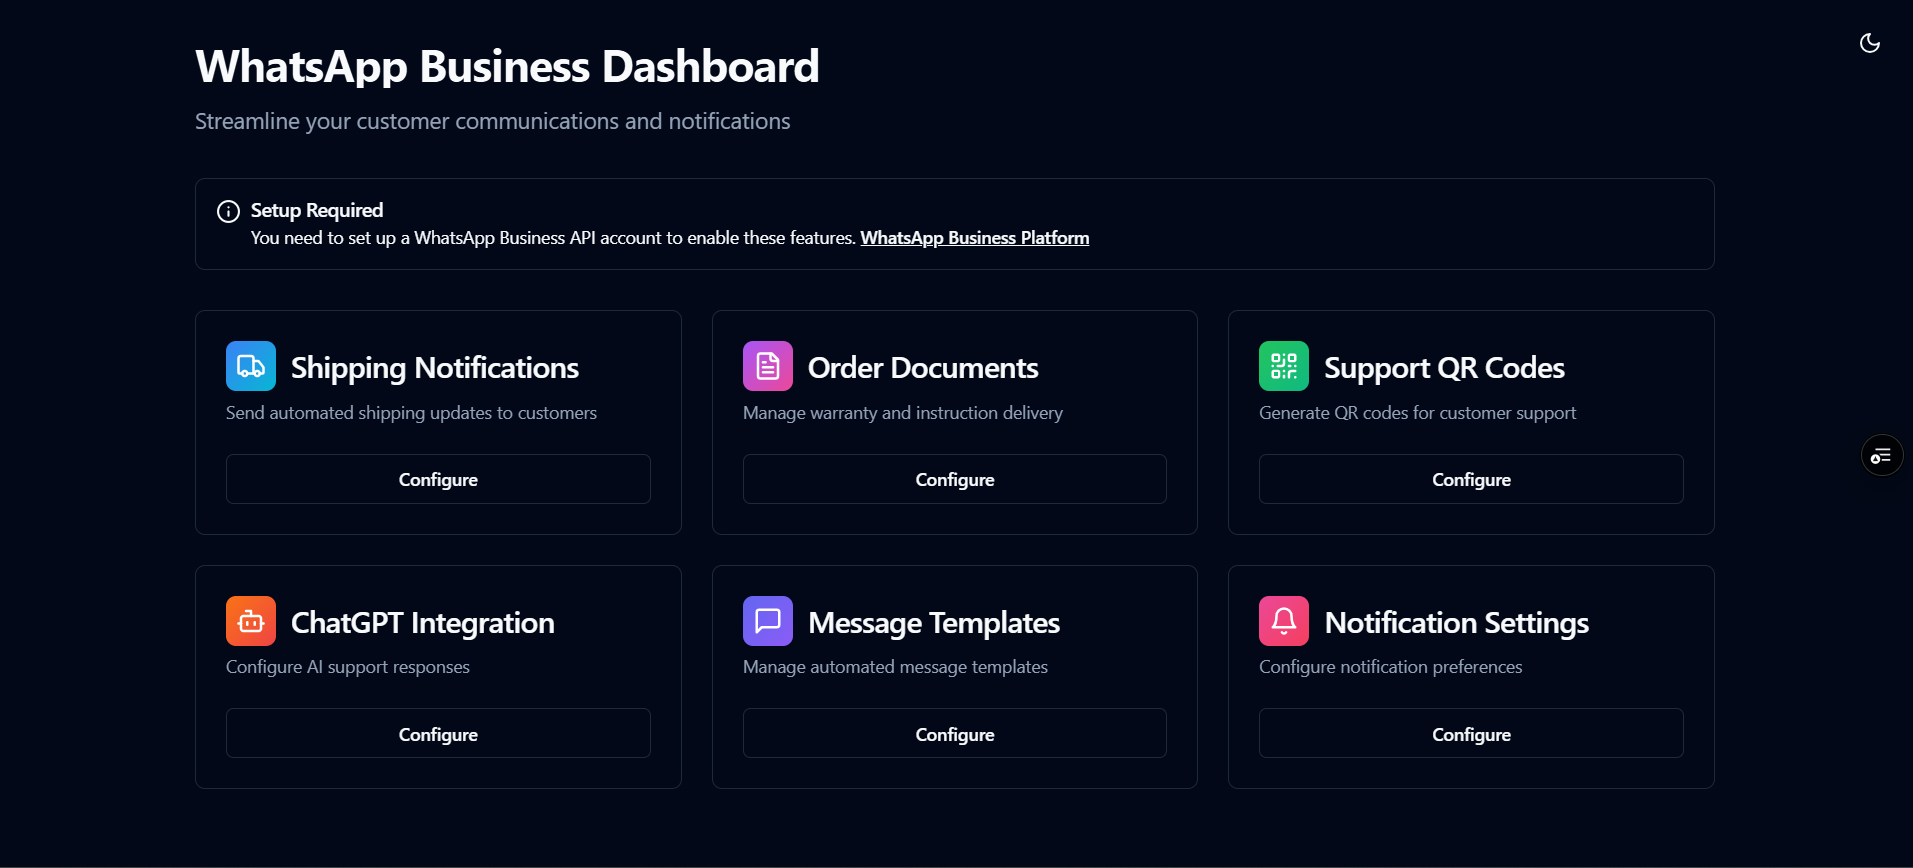 WhatsApp Business Dashboard
Streamline your customer communications and notifications
Setup Required
You need to set up a WhatsApp Business API account to enable these features. WhatsApp Business Platform
Shipping Notifications
Send automated shipping updates to customers
Configure
Order Documents
Manage warranty and instruction delivery
Configure
Support QR Codes
Generate QR codes for customer support
Configure
ChatGPT Integration
Configure AI support responses
Configure
Message Templates
Manage automated message templates
Configure
Notification Settings
Configure notification preferences
Configure